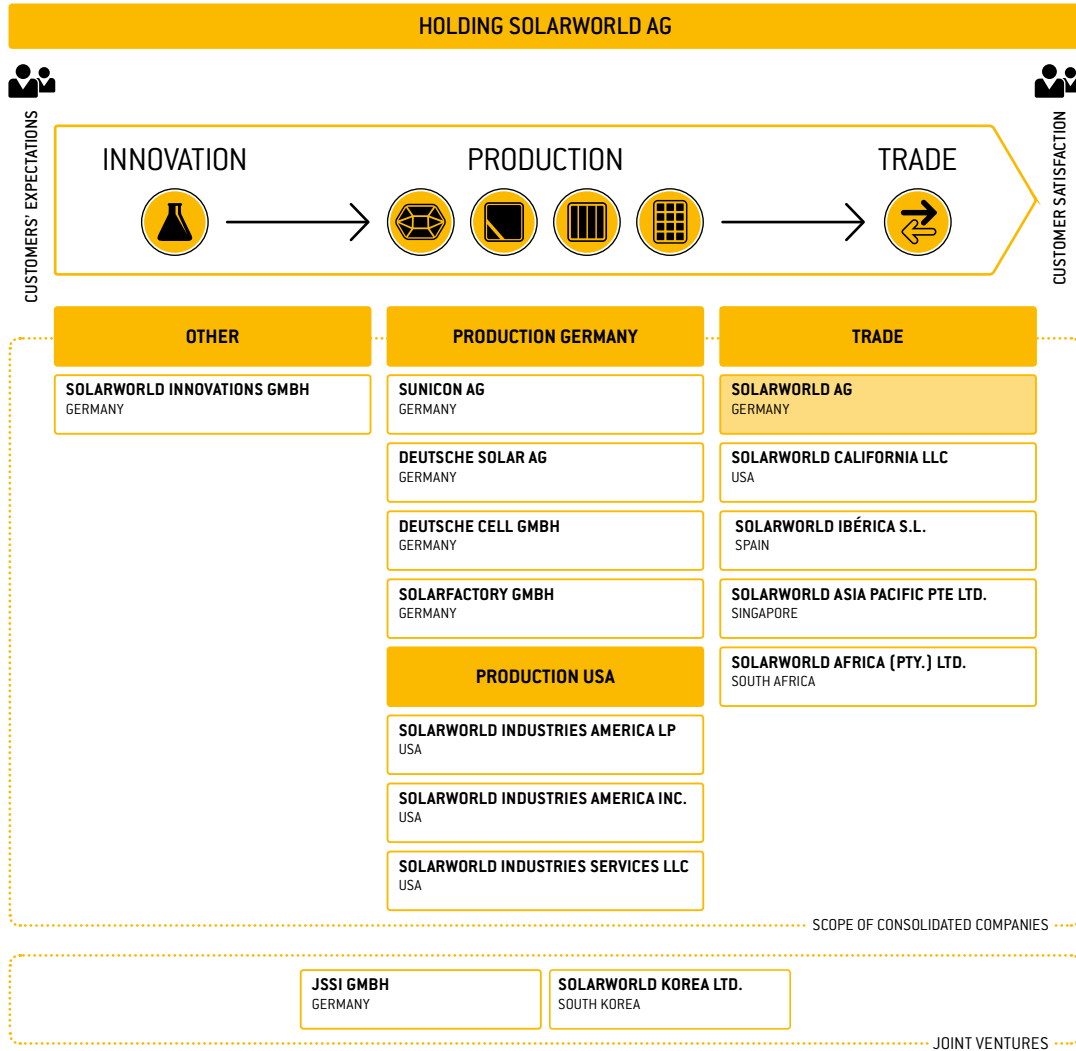 HOLDING SOLARWORLD AG
CUSTOMERS' EXPECTATIONS
INNOVATION
PRODUCTION
TRADE
CUSTOMER SATISFACTION
OTHER
SOLARWORLD INNOVATIONS GMBH
GERMANY
PRODUCTION GERMANY
SUNICON AG
GERMANY
DEUTSCHE SOLAR AG
GERMANY
DEUTSCHE CELL GMBH
GERMANY
SOLARFACTORY GMBH
GERMANY
PRODUCTION USA
SOLARWORLD INDUSTRIES AMERICA LP
USA
SOLARWORLD INDUSTRIES AMERICA INC.
USA
SOLARWORLD INDUSTRIES SERVICES LLC
USA
TRADE
SOLARWORLD AG
GERMANY
SOLARWORLD CALIFORNIA LLC
USA
SOLARWORLD IBÉRICA S.L.
SPAIN
SOLARWORLD ASIA PACIFIC PTE LTD.
SINGAPORE
SOLARWORLD AFRICA (PTY.) LTD.
SOUTH AFRICA
SCOPE OF CONSOLIDATED COMPANIES
JSSI GMBH
GERMANY
SOLARWORLD KOREA LTD.
SOUTH KOREA
JOINT VENTURES